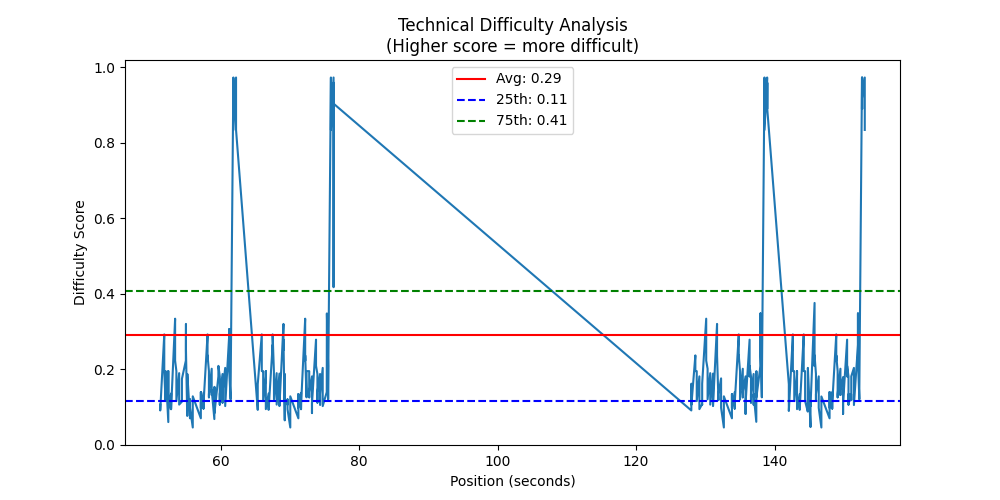 Technical Difficulty Analysis
(Higher score = more difficult)
Avg: 0.29
25th: 0.11
75th: 0.41
Difficulty Score
1.0
0.8
0.6
0.4
0.2
0.0
60 80 100 120 140
Position (seconds)